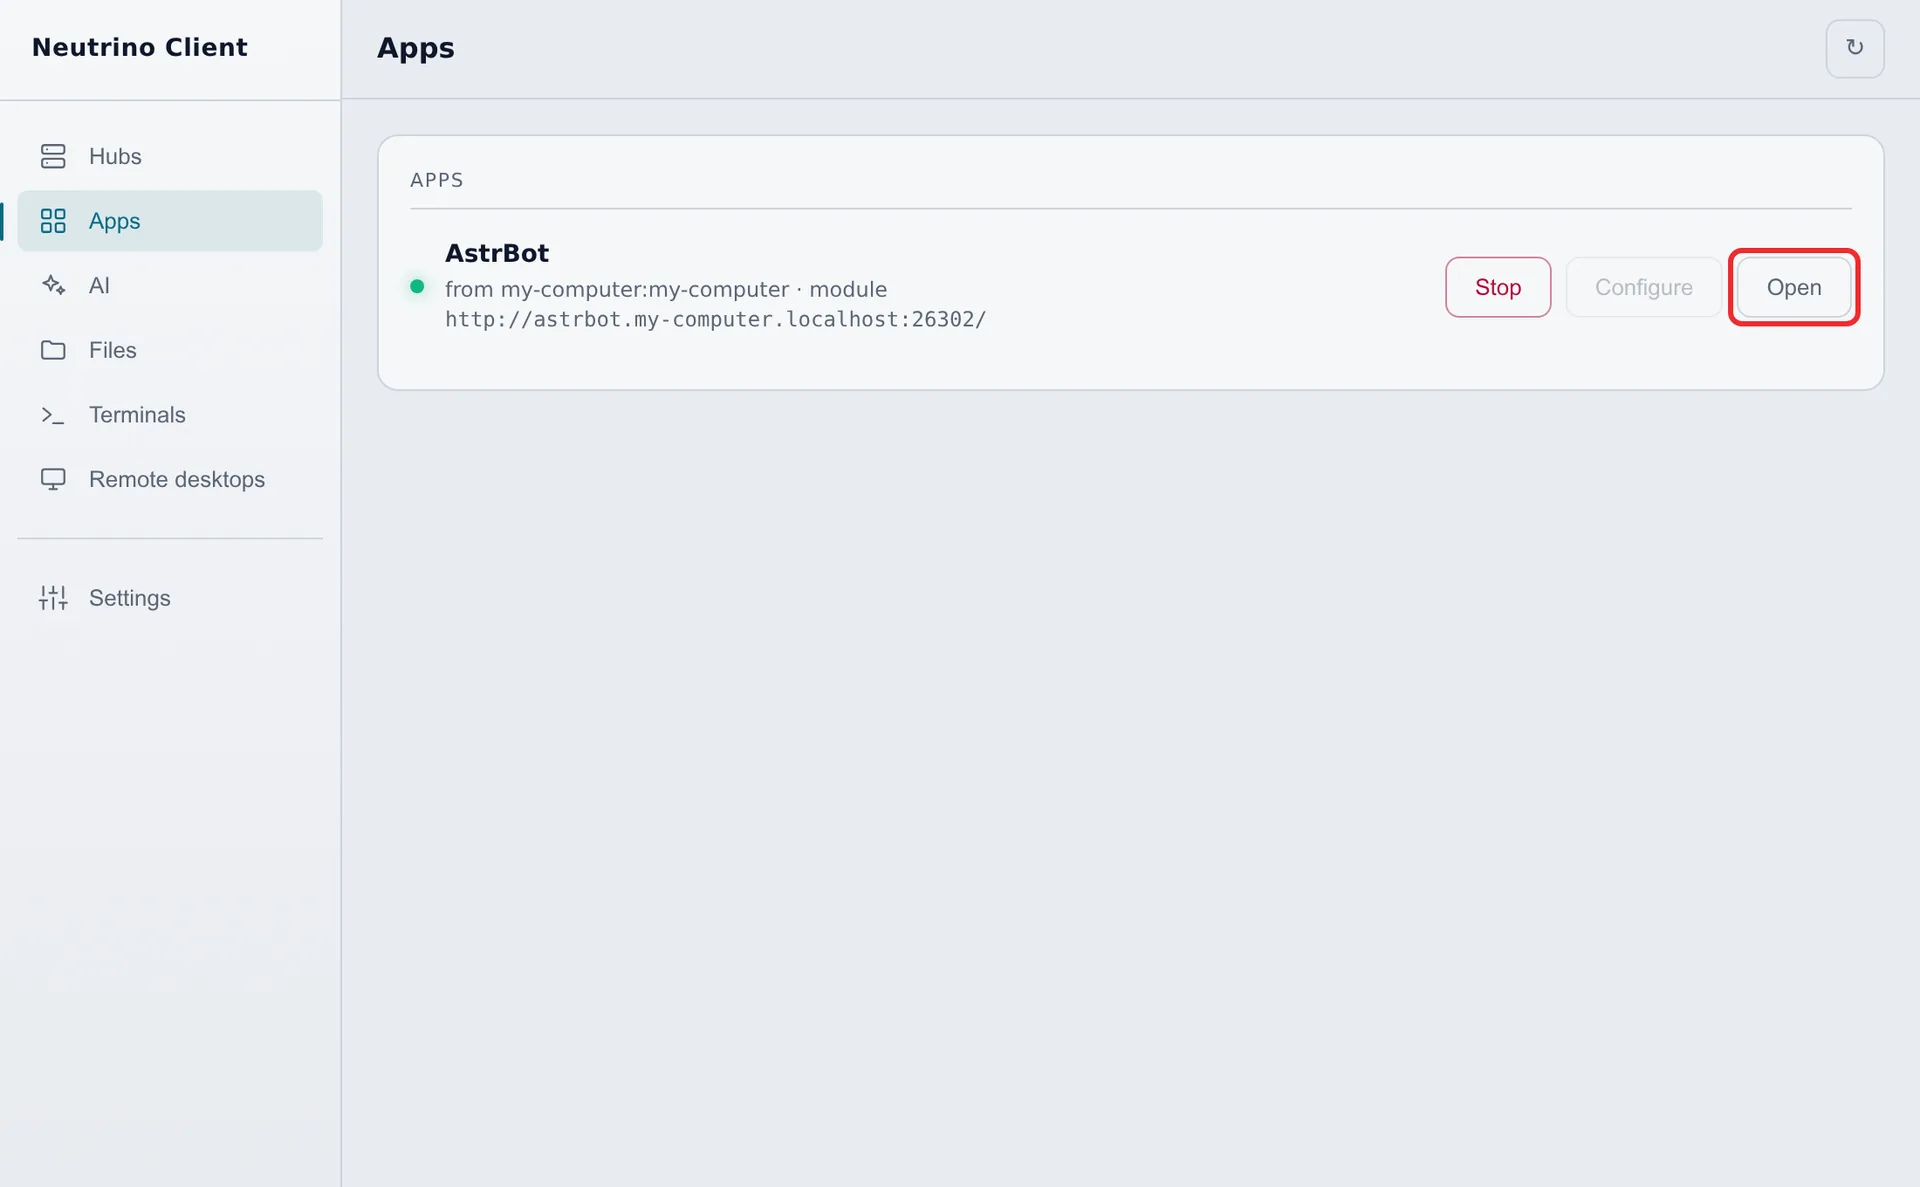 Neutrino Client
Apps
↻
Hubs
Apps
AI
Files
Terminals
Remote desktops
Settings
APPS
AstrBot
from my-computer:my-computer · module
http://astrbot.my-computer.localhost:26302/
Stop
Configure
Open